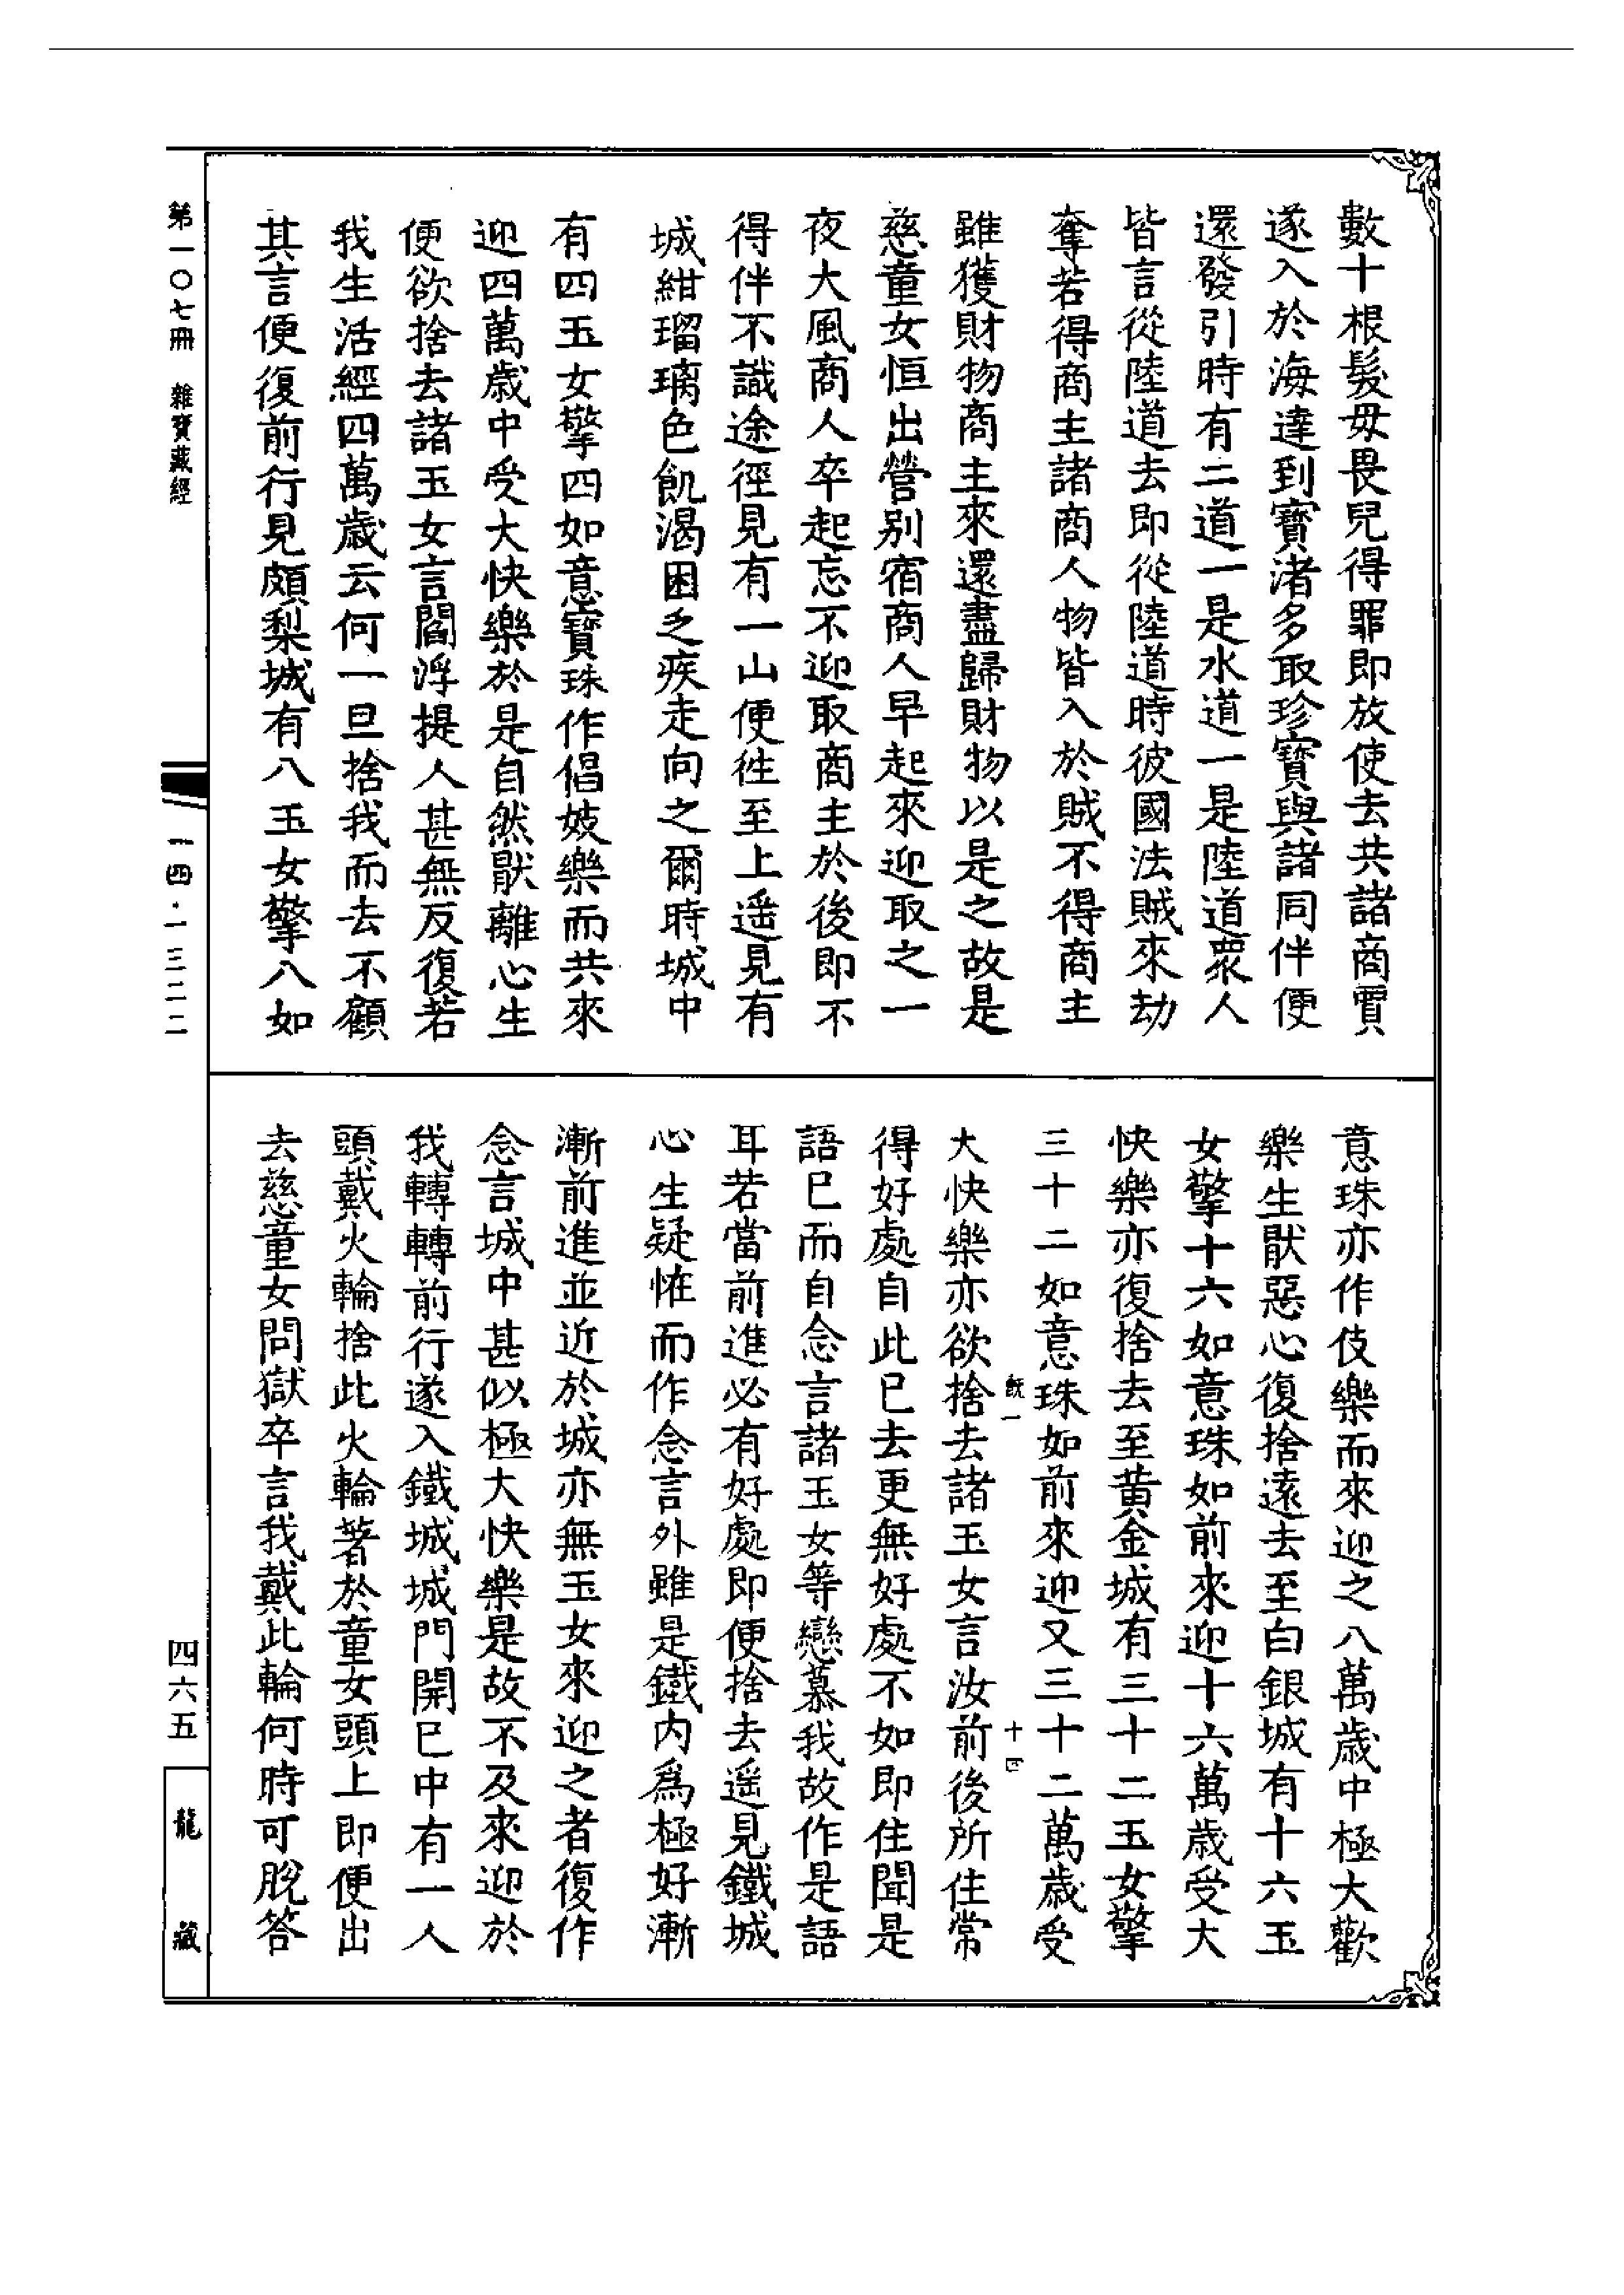 數十根髮毋畏兒得罪即放使去共諸商賈
遂入於海達到寶渚多取珍寶與諸同伴便
還發引時有二道一是水道一是陸道衆人
皆言從陸道去即從陸道時彼國法賊來劫
奪若得商主諸商人物皆入於賊不得商主
雖獲財物商主來還盡歸財物以是之故是
慈童女恒出營別宿商人早起來迎取之一
夜大風商人卒起忘不迎取商主於後即不
得伴不識途徑見有一山便徃至上遥見有
城紺瑠璃色飢渴困乏疾走向之爾時城中
有四玉女擎四如意寶珠作倡妓樂而共來
迎四萬歲中受大快樂於是自然猒離心生
便欲捨去諸玉女言閻浮提人甚無反復若
我生活經四萬歲云何一旦捨我而去不顧
其言便復前行見頗梨城有八玉女擎八如
意珠亦作伎樂而來迎之八萬歲中極大歡
樂生猒惡心復捨遠去至白銀城有十六玉
女擎十六如意珠如前來迎十六萬歲受大
快樂亦復捨去至黄金城有三十二玉女擎
三十二如意珠如前來迎又三十二萬歲受
大快樂亦欲捨去諸玉女言汝前後所住常
得好處自此已去更無好處不如即住聞是
語已而自念言諸玉女等戀慕我故作是語
耳若當前進必有好處即便捨去遥見鐵城
心生疑恠而作念言外雖是鐵内爲極好漸
漸前進並近於城亦無玉女來迎之者復作
念言城中甚似極大快樂是故不及來迎於
我轉轉前行遂入鐵城城門開已中有一人
頭戴火輪捨此火輪著於童女頭上即便出
去慈童女問獄卒言我戴此輪何時可脫答
十四
第一〇七冊 雜寳藏經
一四·一三二二
四六五
龍藏